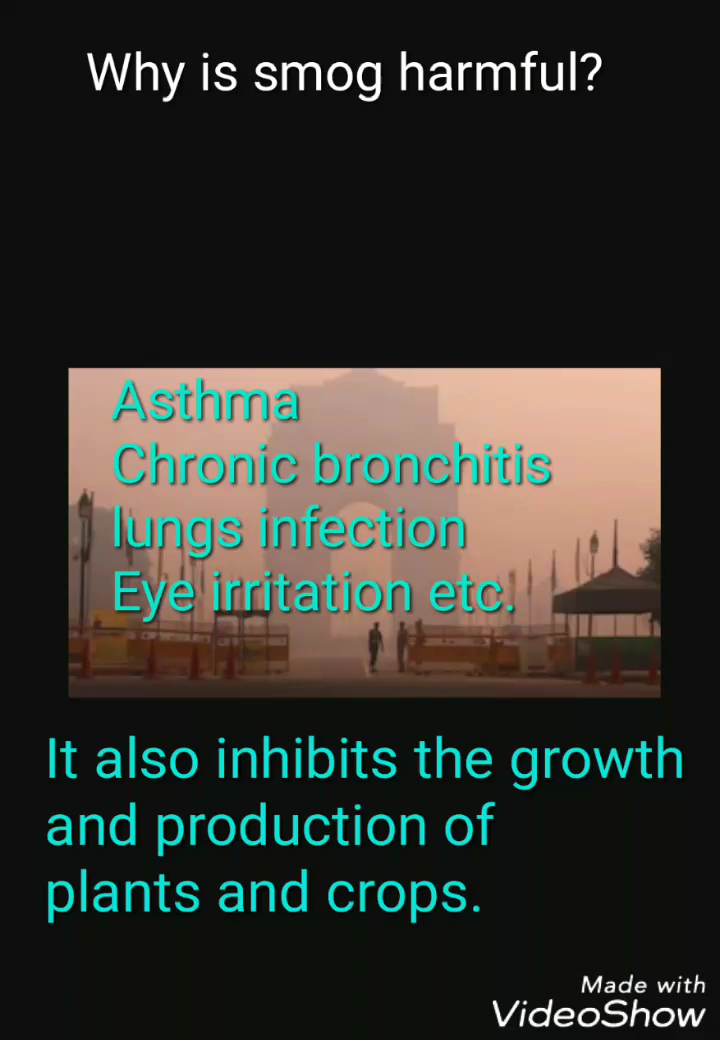 Why is smog harmful?
Asthma
Chronic bronchitis
lungs infection
Eye irritation etc.
It also inhibits the growth
and production of
plants and crops.
Made with
VideoShow